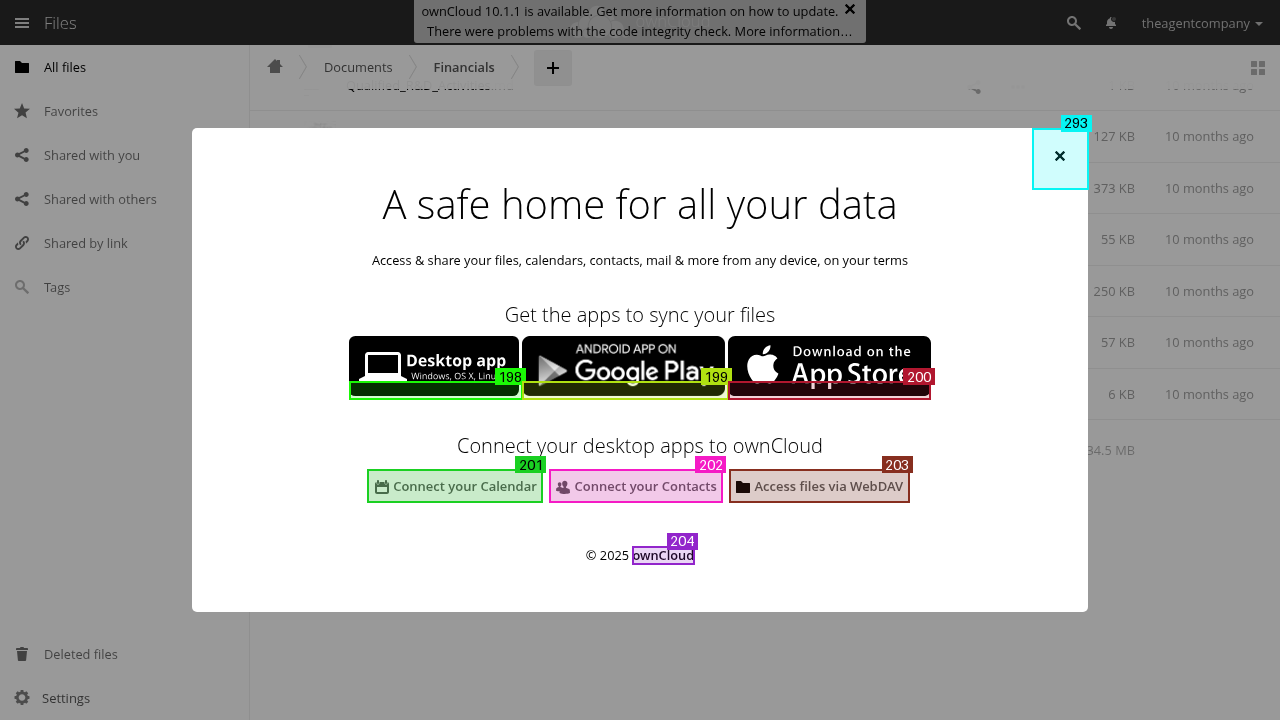 Files
ownCloud 10.1.1 is available. Get more information on how to update.
There were problems with the code integrity check. More information…
theagentcompany
All files
Favorites
Shared with you
Shared with others
Shared by link
Tags
Deleted files
Settings
Documents
Financials
10 months ago
127 KB 10 months ago
373 KB 10 months ago
55 KB 10 months ago
250 KB 10 months ago
57 KB 10 months ago
6 KB 10 months ago
34.5 MB
293
A safe home for all your data
Access & share your files, calendars, contacts, mail & more from any device, on your terms
Get the apps to sync your files
Desktop app
Windows, OS X, Linu
198
ANDROID APP ON
Google Play
199
Download on the
App Store
200
Connect your desktop apps to ownCloud
201
202
203
Connect your Calendar
Connect your Contacts
Access files via WebDAV
204
© 2025 ownCloud